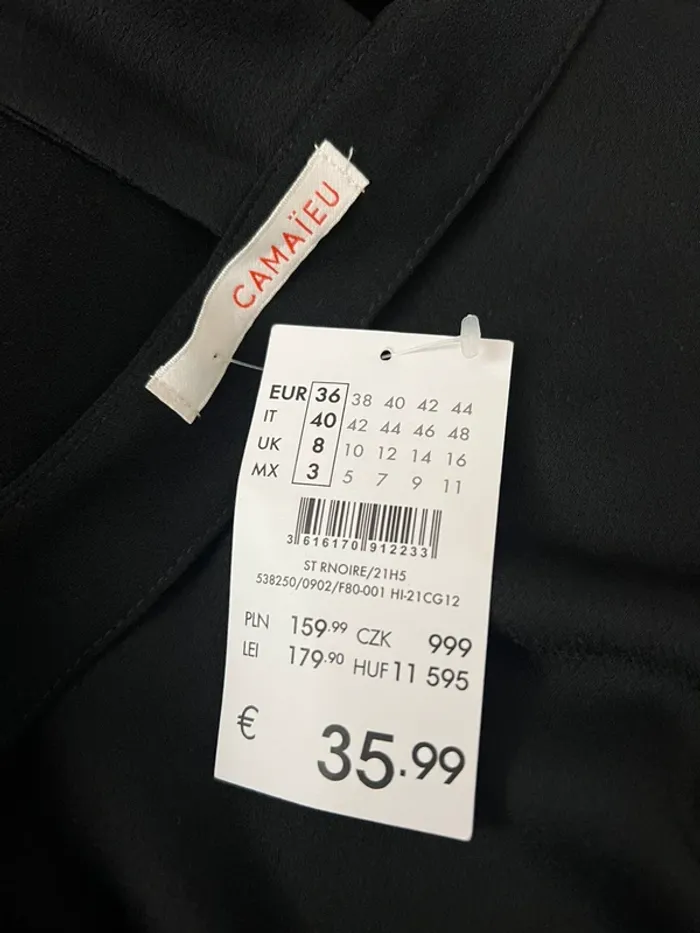 CAMAÏEU
EUR 36 38 40 42 44
IT 40 42 44 46 48
UK 8 10 12 14 16
MX 3 5 7 9 11
3 616170 912233
ST RNOIRE/21H5
538250/0902/F80-001 HI-21CG12
PLN 159.99 CZK 999
LEI 179.90 HUF 11 595
€ 35.99